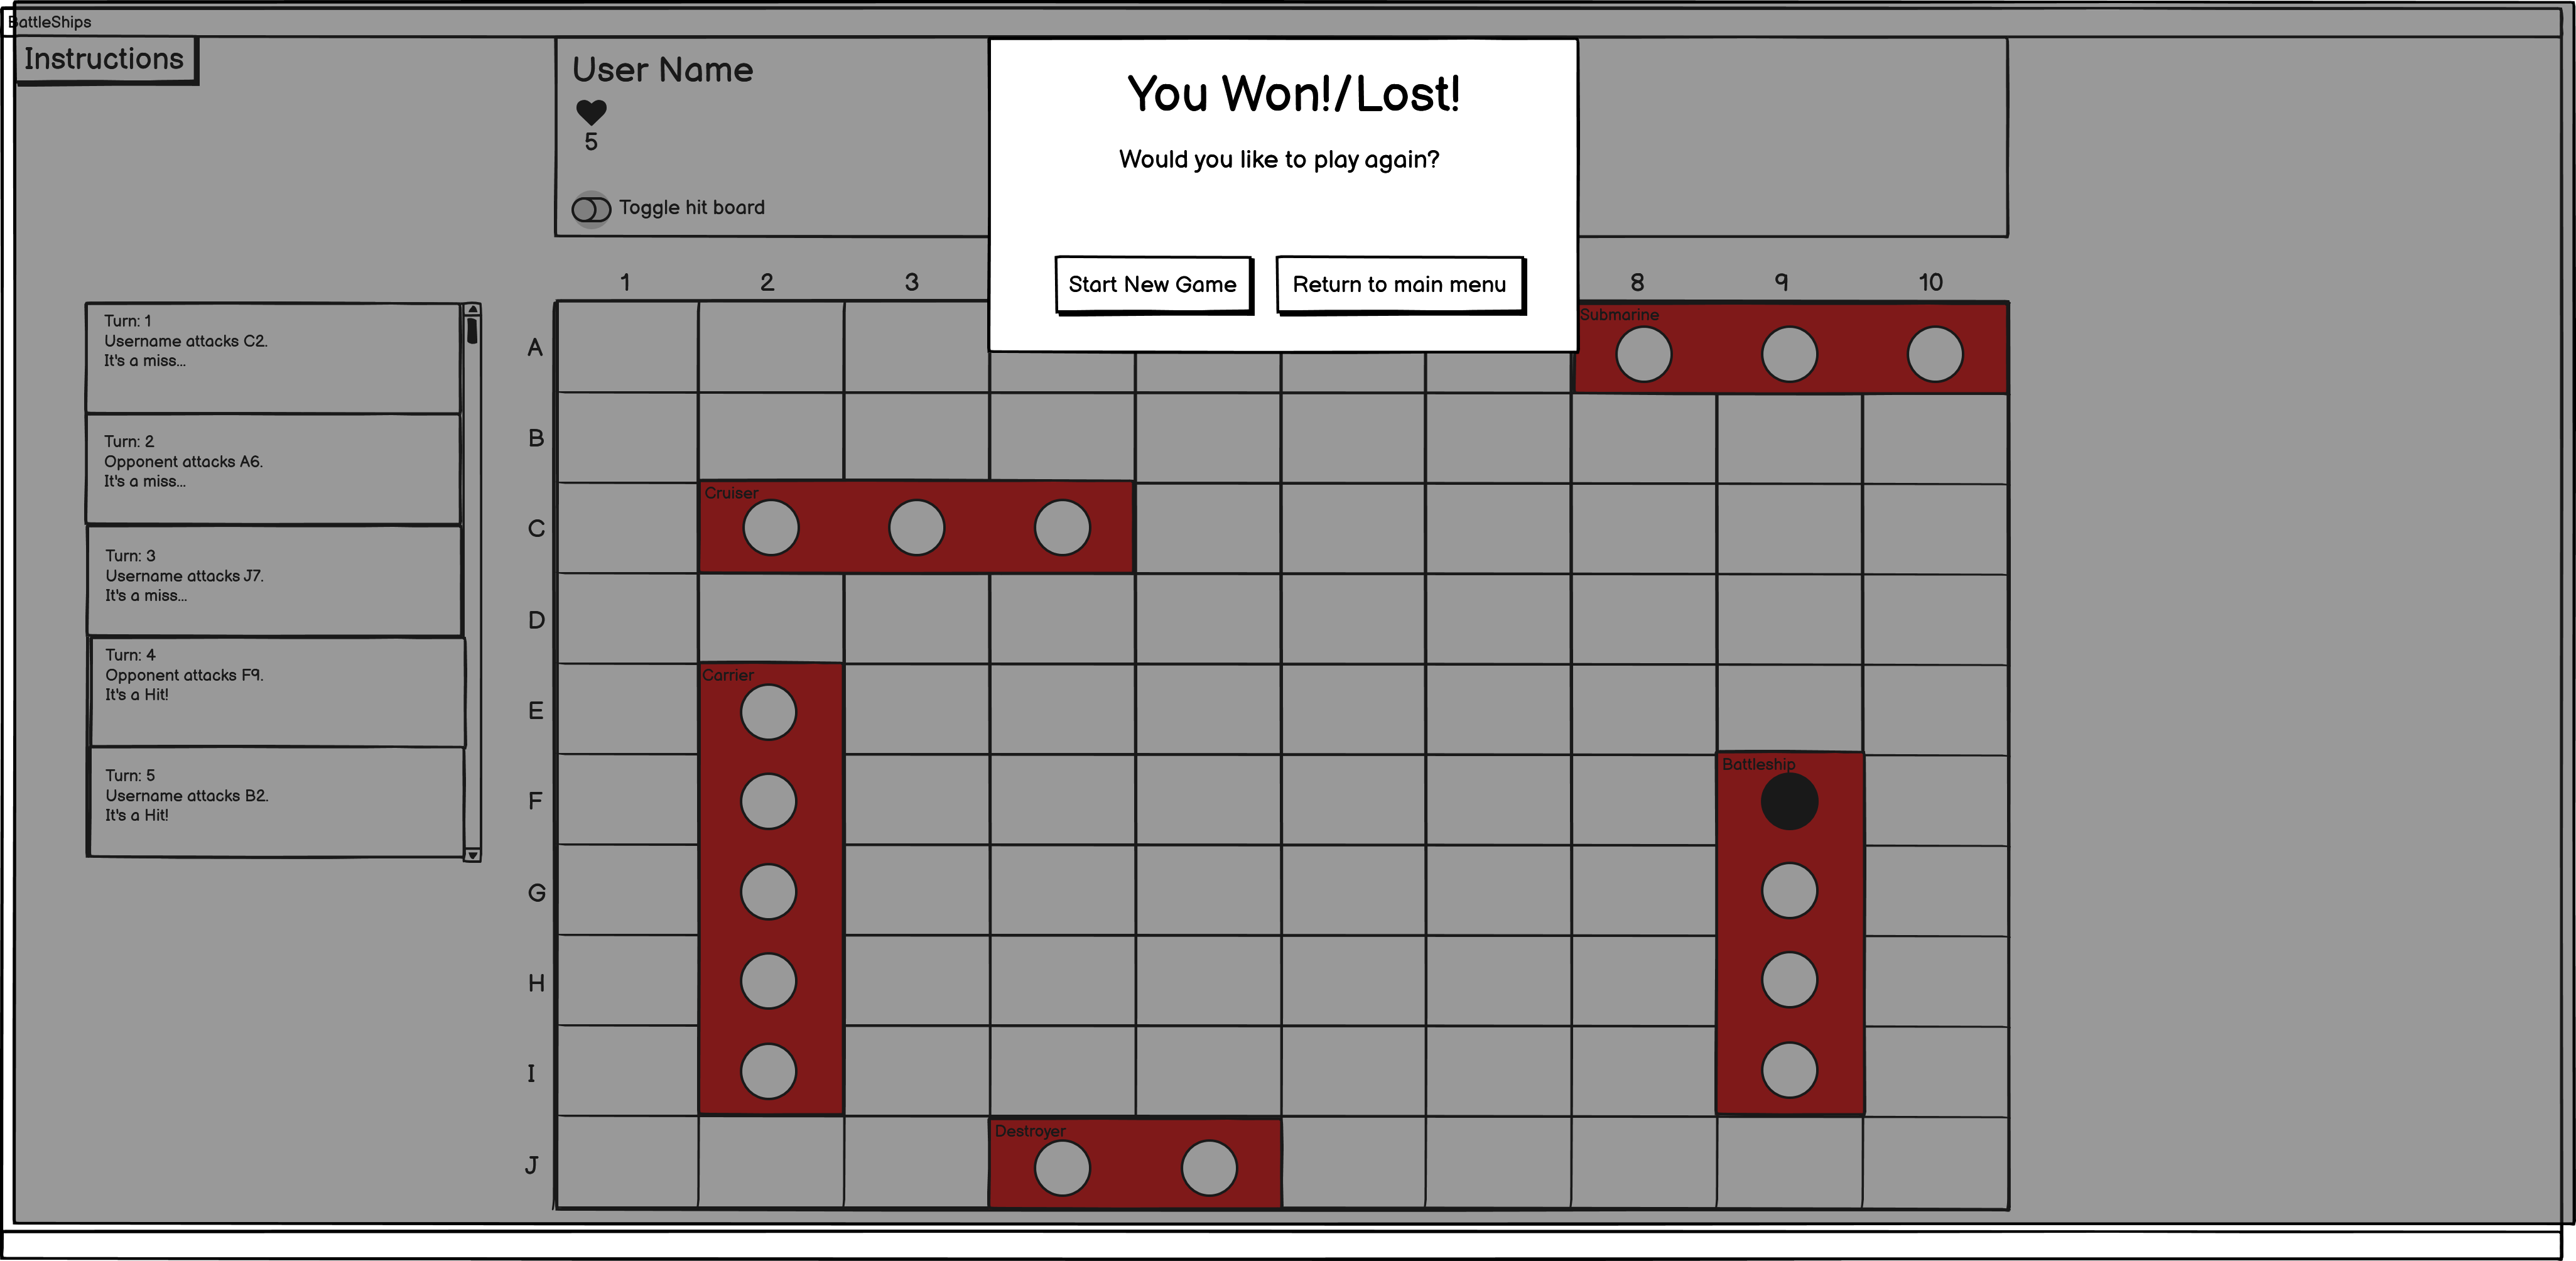 BattleShips
Instructions
User Name
5
Toggle hit board
You Won!/Lost!
Would you like to play again?
Start New Game
Return to main menu
1 2 3 8 9 10
Turn: 1
Username attacks C2.
It's a miss...
Turn: 2
Opponent attacks A6.
It's a miss...
Turn: 3
Username attacks J7.
It's a miss...
Turn: 4
Opponent attacks F9.
It's a Hit!
Turn: 5
Username attacks B2.
It's a Hit!
A
Submarine
B
C
Cruiser
D
E
Carrier
F
Battleship
G
H
I
J
Destroyer